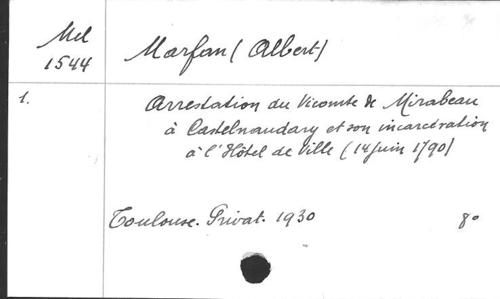 Mel
1544
Marfan (Albert)
1.
Arrestation du Vicomte de Mirabeau
à Castelnaudary et son incarcération
à l'Hôtel de Ville (14 juin 1790)
Toulouse. Privat. 1930
8º